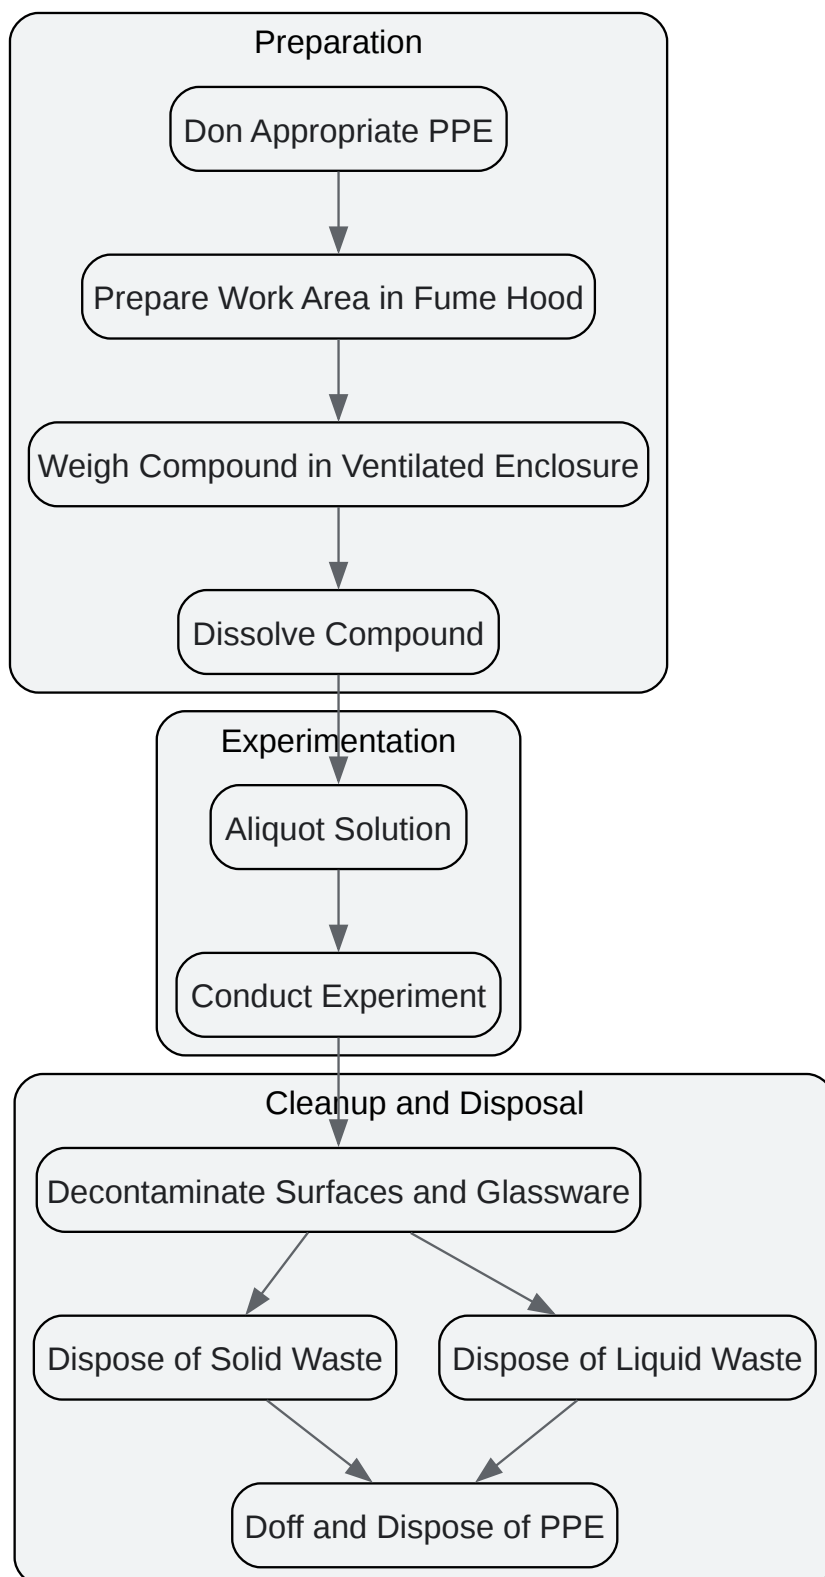 Preparation
Don Appropriate PPE
Prepare Work Area in Fume Hood
Weigh Compound in Ventilated Enclosure
Dissolve Compound
Experimentation
Aliquot Solution
Conduct Experiment
Cleanup and Disposal
Decontaminate Surfaces and Glassware
Dispose of Solid Waste
Dispose of Liquid Waste
Doff and Dispose of PPE